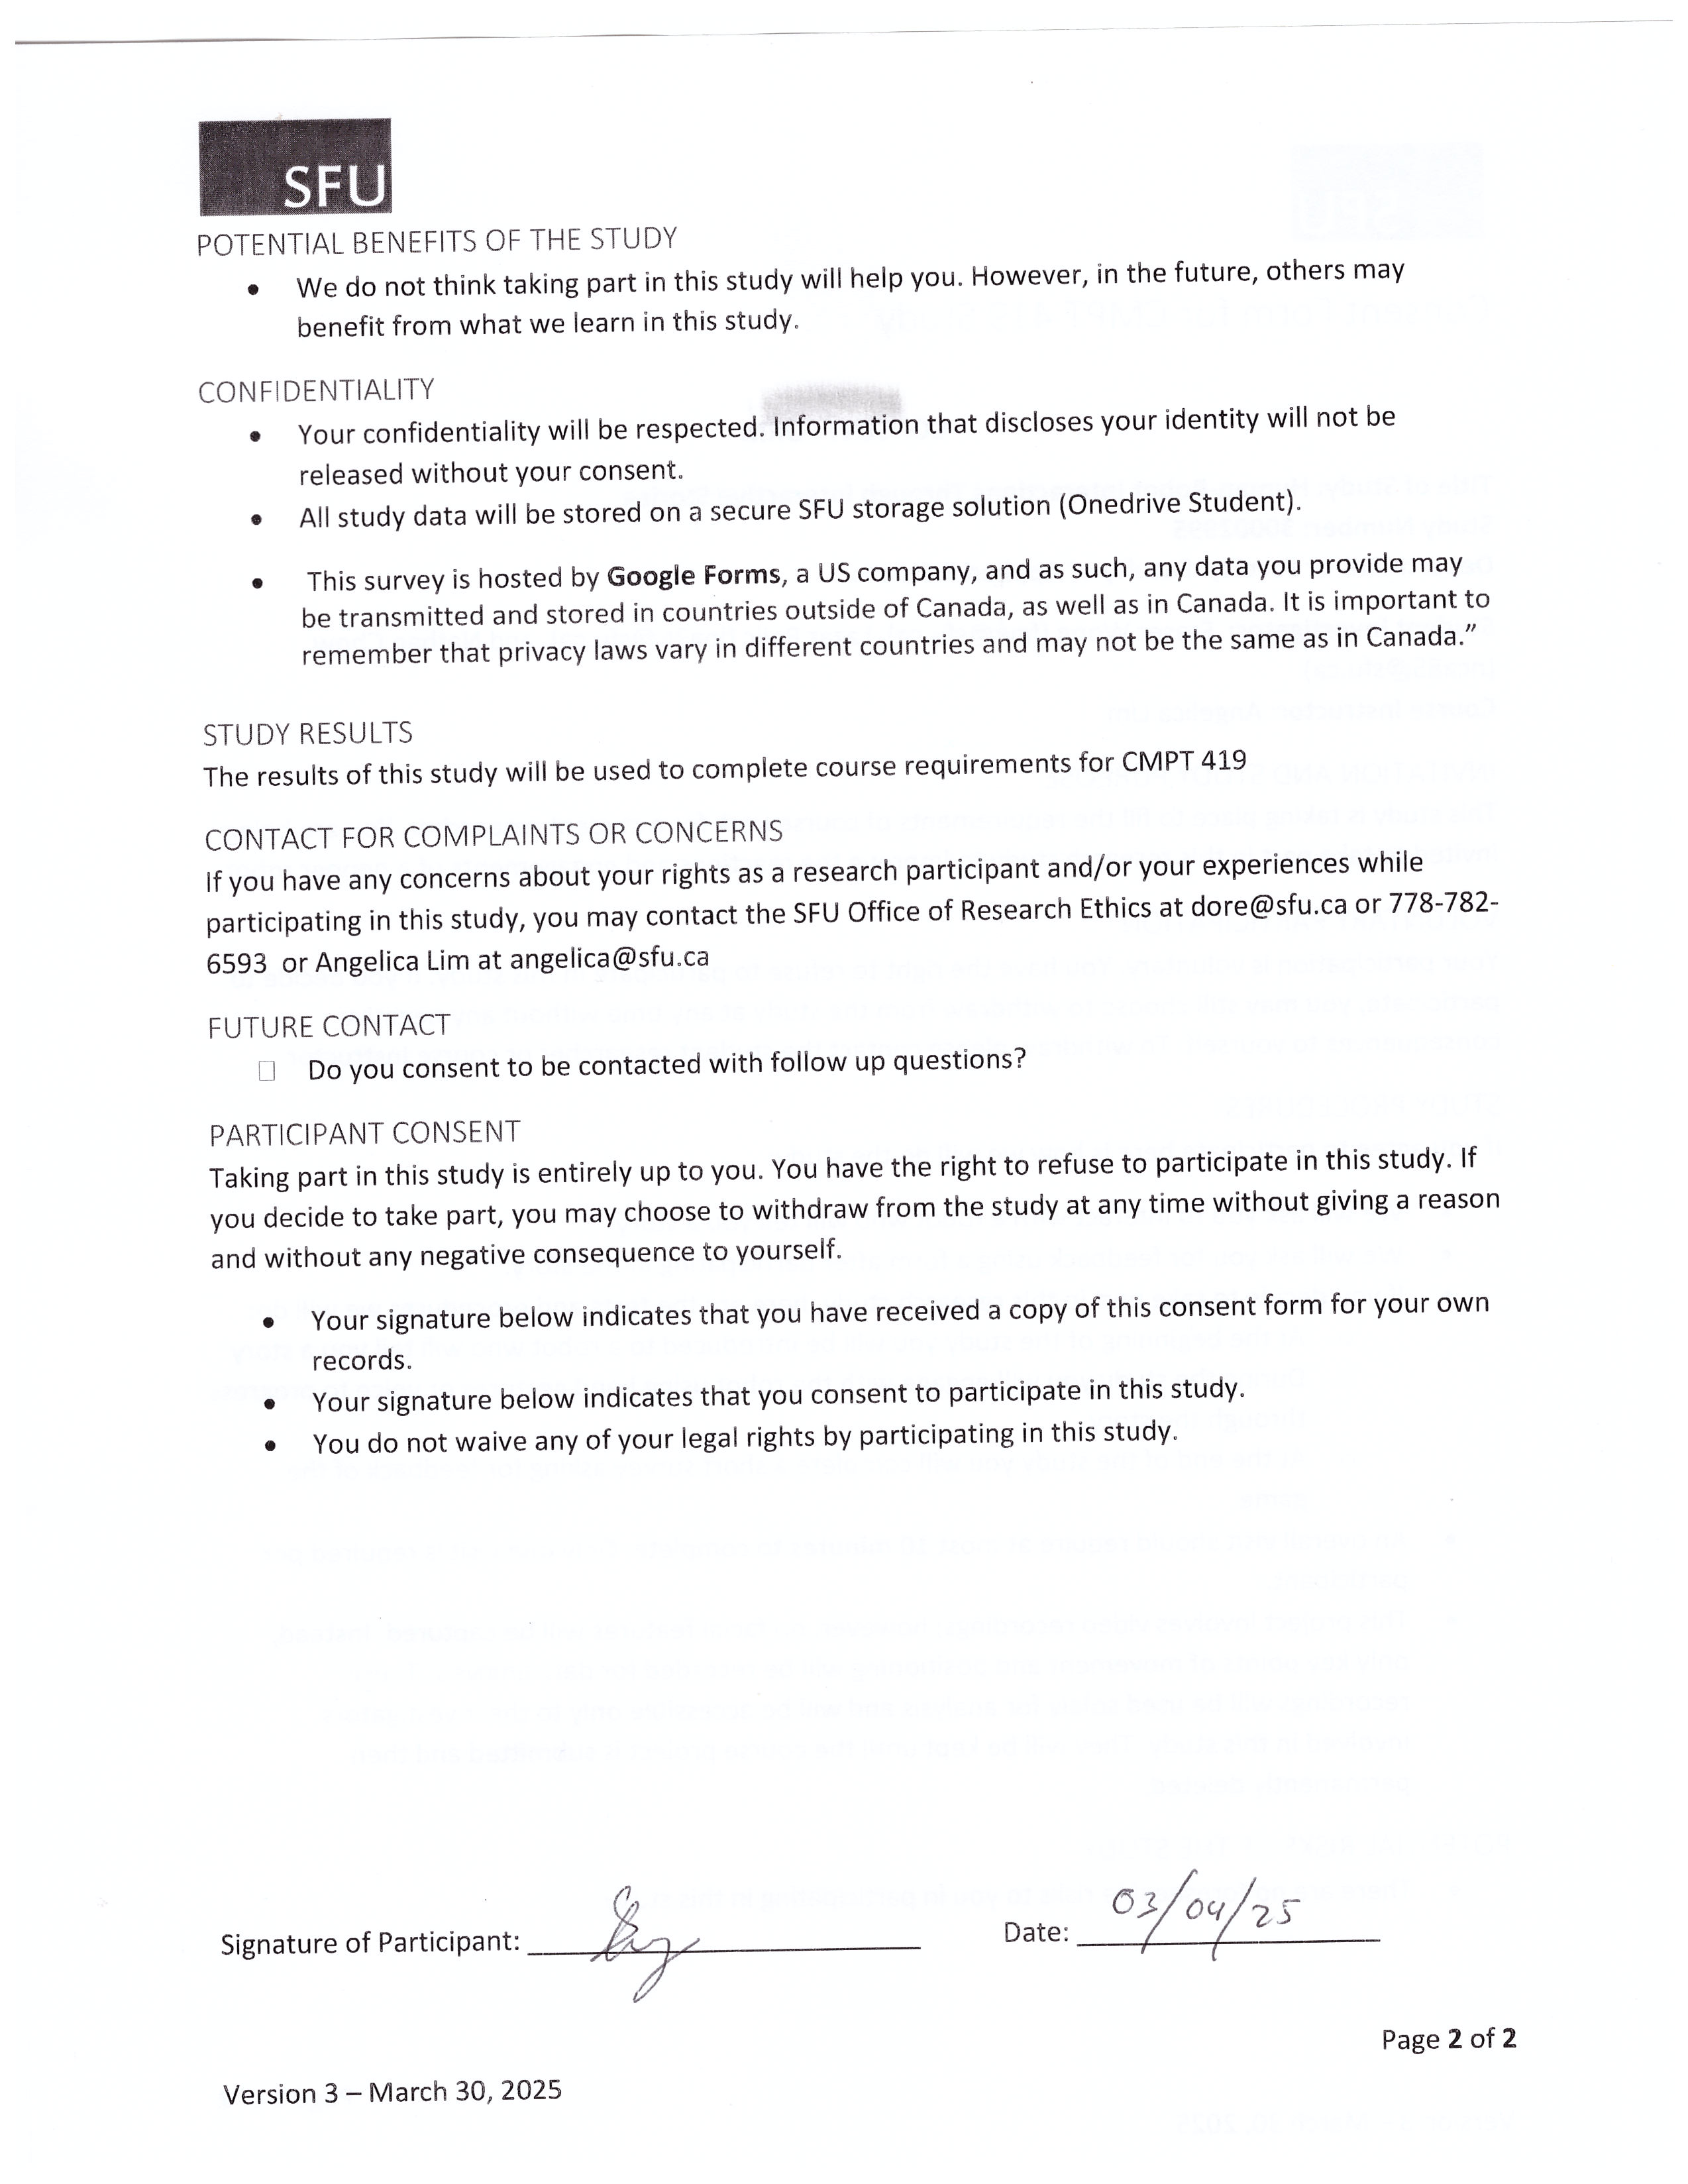 SFU
POTENTIAL BENEFITS OF THE STUDY
• We do not think taking part in this study will help you. However, in the future, others may
benefit from what we learn in this study.
CONFIDENTIALITY
• Your confidentiality will be respected. Information that discloses your identity will not be
released without your consent.
• All study data will be stored on a secure SFU storage solution (Onedrive Student).
• This survey is hosted by Google Forms, a US company, and as such, any data you provide may
be transmitted and stored in countries outside of Canada, as well as in Canada. It is important to
remember that privacy laws vary in different countries and may not be the same as in Canada.”
STUDY RESULTS
The results of this study will be used to complete course requirements for CMPT 419
CONTACT FOR COMPLAINTS OR CONCERNS
If you have any concerns about your rights as a research participant and/or your experiences while
participating in this study, you may contact the SFU Office of Research Ethics at dore@sfu.ca or 778-782-
6593 or Angelica Lim at angelica@sfu.ca
FUTURE CONTACT
☐ Do you consent to be contacted with follow up questions?
PARTICIPANT CONSENT
Taking part in this study is entirely up to you. You have the right to refuse to participate in this study. If
you decide to take part, you may choose to withdraw from the study at any time without giving a reason
and without any negative consequence to yourself.
• Your signature below indicates that you have received a copy of this consent form for your own
records.
• Your signature below indicates that you consent to participate in this study.
• You do not waive any of your legal rights by participating in this study.
Signature of Participant: Date: 03/04/25
Page 2 of 2
Version 3 – March 30, 2025